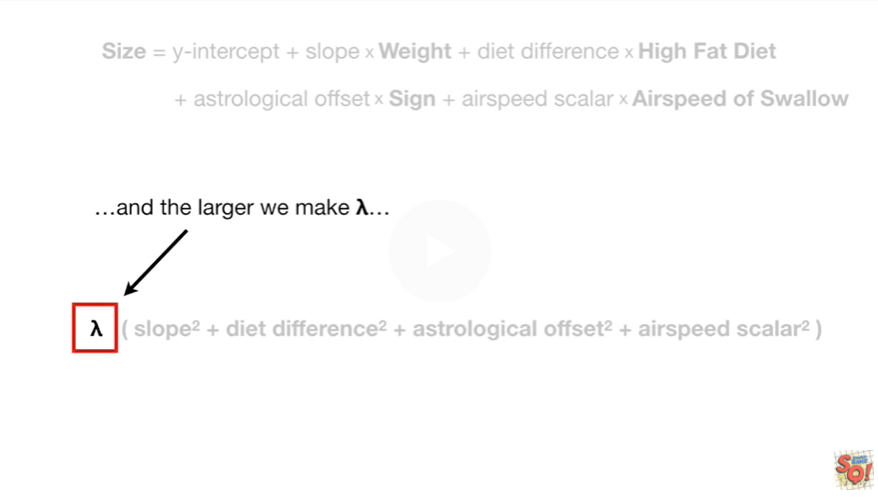 Size = y-intercept + slope x Weight + diet difference x High Fat Diet
+ astrological offset x Sign + airspeed scalar x Airspeed of Swallow
…and the larger we make λ…
λ ( slope² + diet difference² + astrological offset² + airspeed scalar² )
SQ!